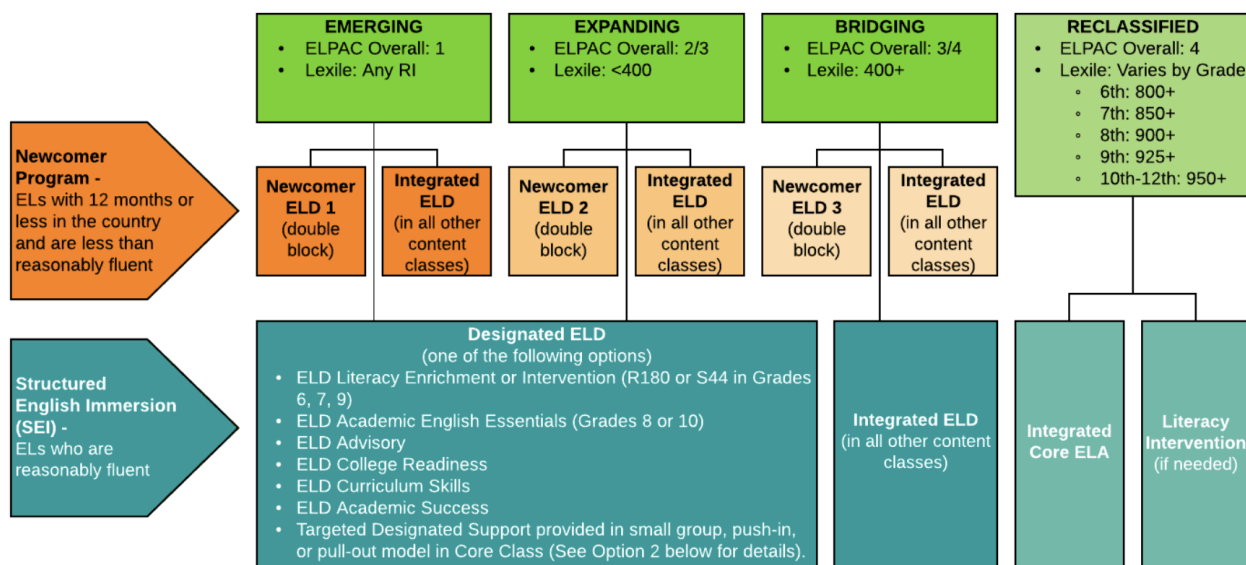 EMERGING
• ELPAC Overall: 1
• Lexile: Any RI
EXPANDING
• ELPAC Overall: 2/3
• Lexile: <400
BRIDGING
• ELPAC Overall: 3/4
• Lexile: 400+
RECLASSIFIED
• ELPAC Overall: 4
• Lexile: Varies by Grade
◦ 6th: 800+
◦ 7th: 850+
◦ 8th: 900+
◦ 9th: 925+
◦ 10th-12th: 950+
Newcomer
Program -
ELs with 12 months or
less in the country
and are less than
reasonably fluent
Newcomer
ELD 1
(double
block)
Integrated
ELD
(in all other
content
classes)
Newcomer
ELD 2
(double
block)
Integrated
ELD
(in all other
content
classes)
Newcomer
ELD 3
(double
block)
Integrated
ELD
(in all other
content
classes)
Structured
English Immersion
(SEI) -
ELs who are
reasonably fluent
Designated ELD
(one of the following options)
• ELD Literacy Enrichment or Intervention (R180 or S44 in Grades
6, 7, 9)
• ELD Academic English Essentials (Grades 8 or 10)
• ELD Advisory
• ELD College Readiness
• ELD Curriculum Skills
• ELD Academic Success
• Targeted Designated Support provided in small group, push-in,
or pull-out model in Core Class (See Option 2 below for details).
Integrated ELD
(in all other content
classes)
Integrated
Core ELA
Literacy
Intervention
(if needed)